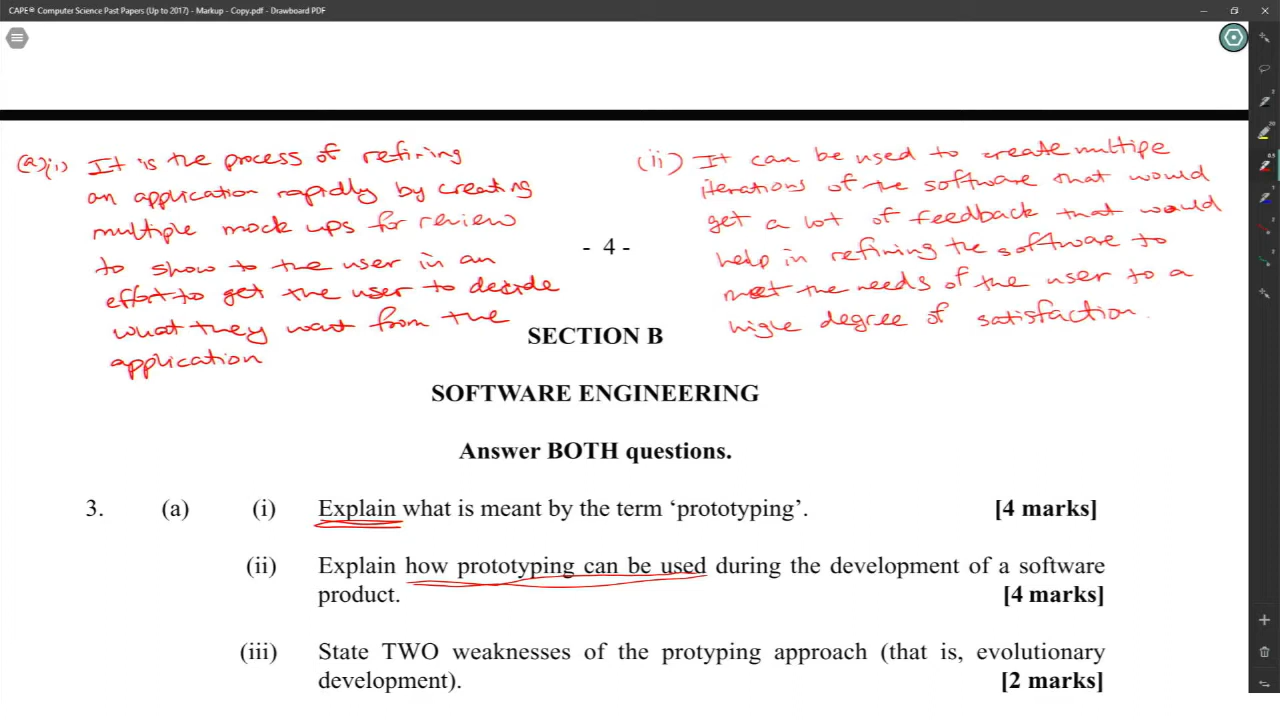 CAPE® Computer Science Past Papers (Up to 2017) - Markup - Copy.pdf - Drawboard PDF
(a)(i) It is the process of refining
an application rapidly by creating
multiple mock ups for review
to show to the user in an
effort to get the user to decide
what they want from the
application
(ii) It can be used to create multipe
iterations of the software that would
get a lot of feedback that would
help in refining the software to
meet the needs of the user to a
higle degree of satisfaction.
- 4 -
SECTION B
SOFTWARE ENGINEERING
Answer BOTH questions.
3. (a) (i) Explain what is meant by the term ‘prototyping’. [4 marks]
(ii) Explain how prototyping can be used during the development of a software
product. [4 marks]
(iii) State TWO weaknesses of the protyping approach (that is, evolutionary
development). [2 marks]